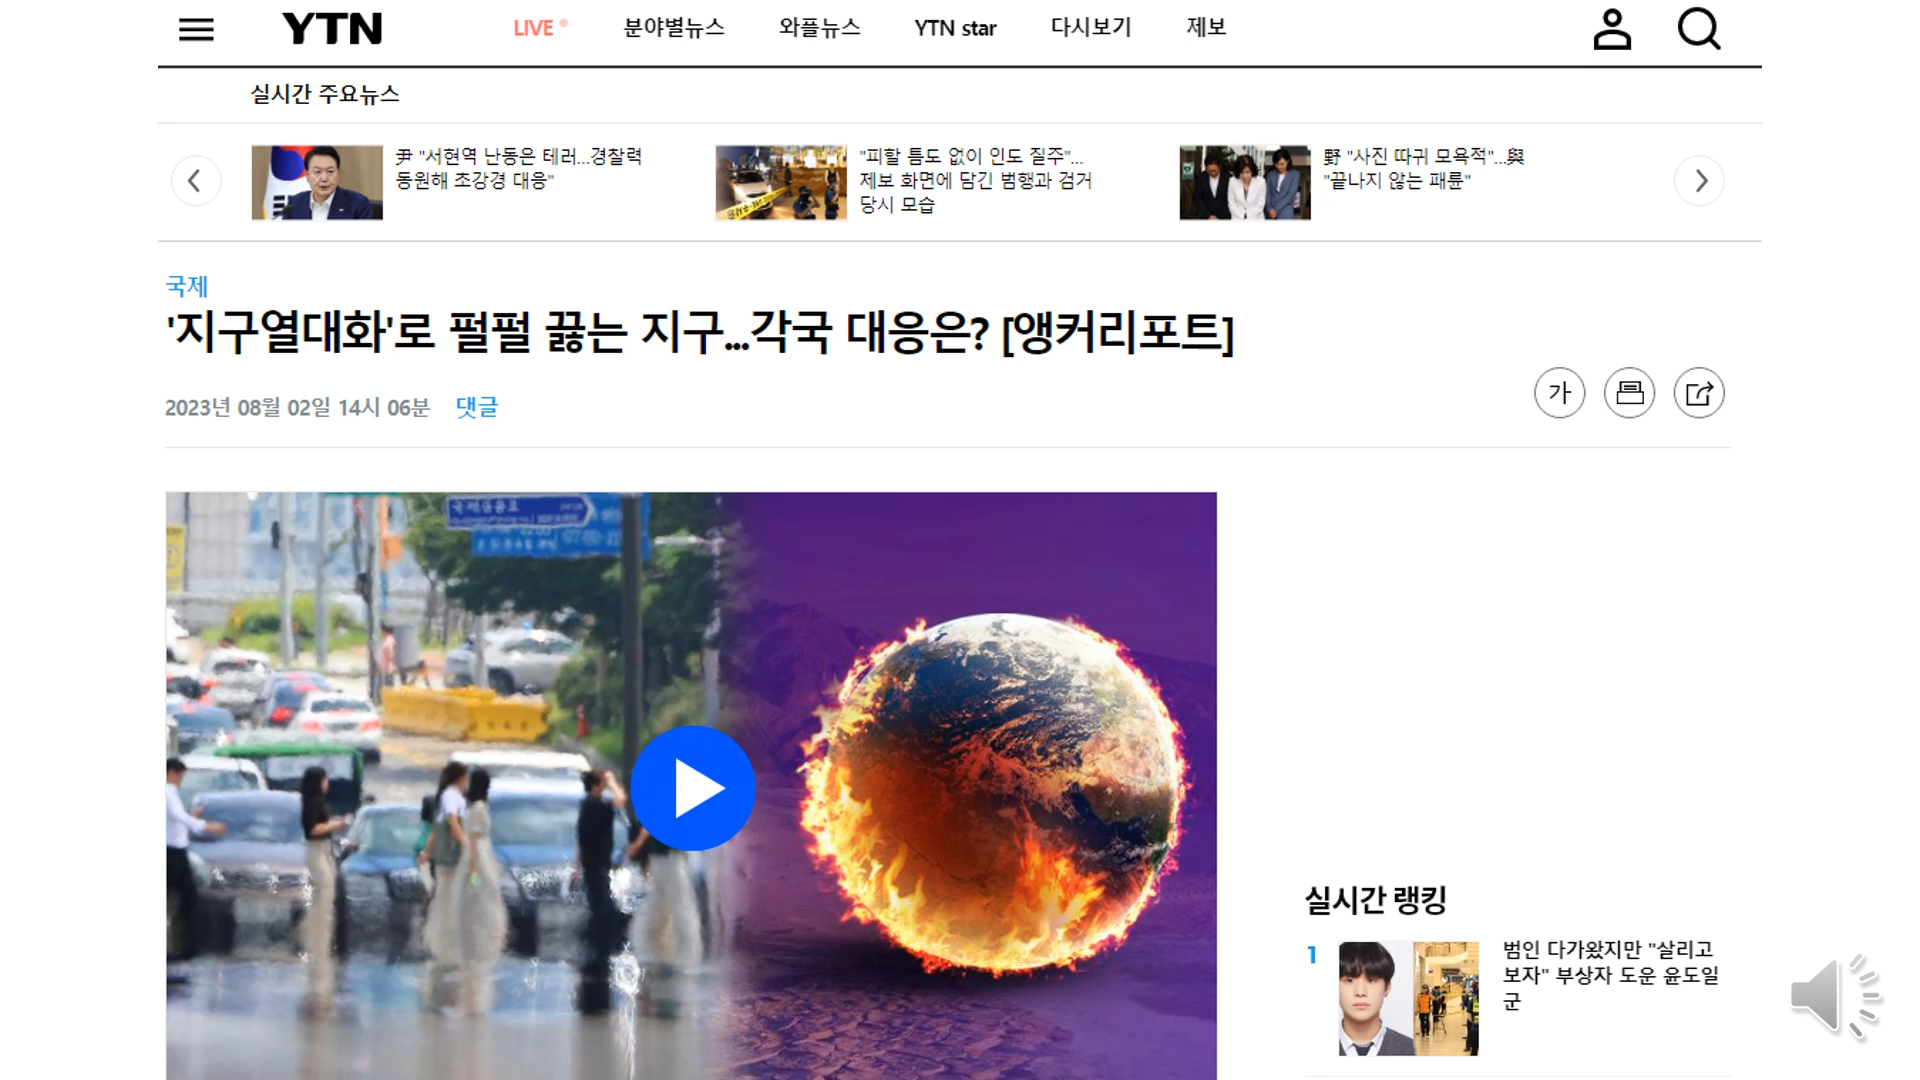 YTN
LIVE
분야별뉴스
와플뉴스
YTN star
다시보기
제보
실시간 주요뉴스
尹 "서현역 난동은 테러...경찰력
동원해 초강경 대응"
"피할 틈도 없이 인도 질주"...
제보 화면에 담긴 범행과 검거
당시 모습
野 "사진 따귀 모욕적"...與
"끝나지 않는 패륜"
국제
'지구열대화'로 펄펄 끓는 지구...각국 대응은? [앵커리포트]
2023년 08월 02일 14시 06분
댓글
가
실시간 랭킹
1
범인 다가왔지만 "살리고
보자" 부상자 도운 윤도일
군